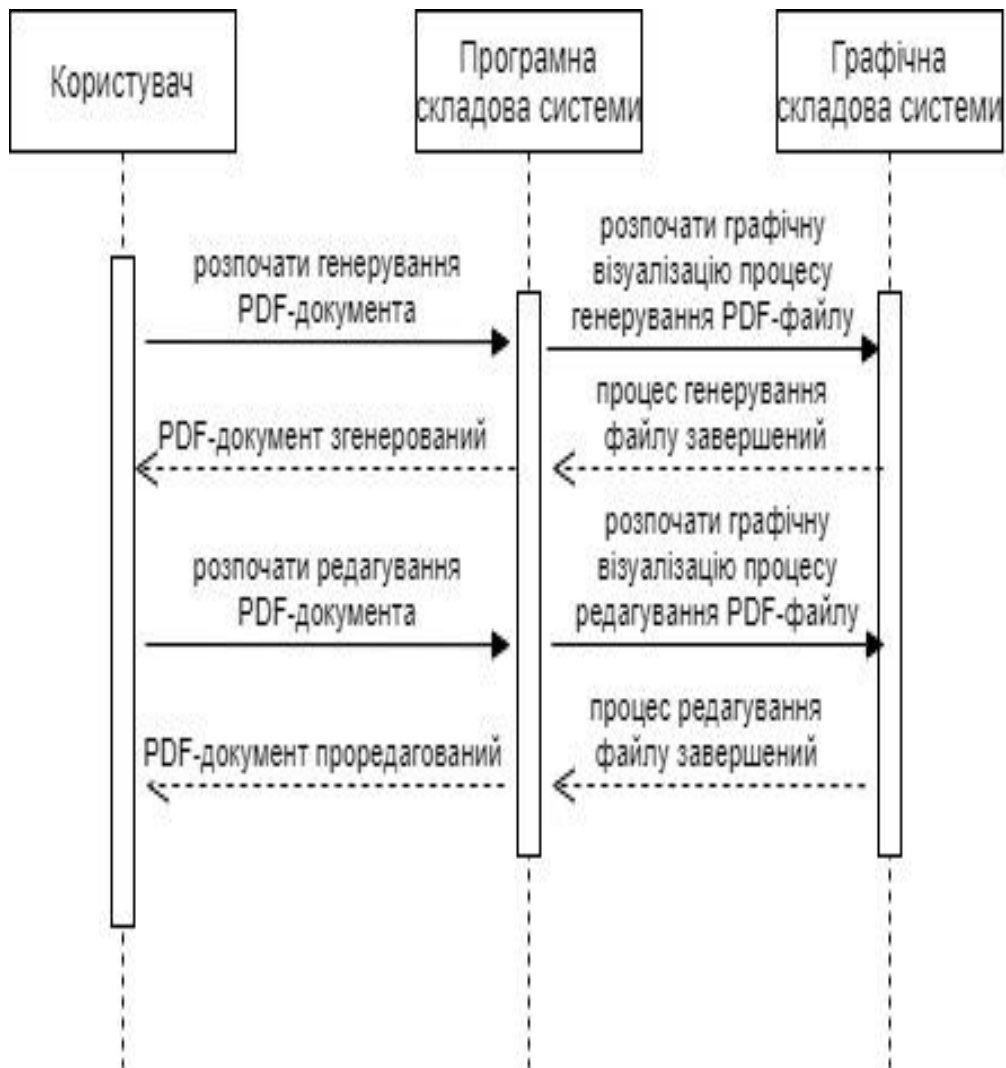 Користувач
Програмна
складова системи
Графічна
складова системи
розпочати генерування
PDF-документа
розпочати графічну
візуалізацію процесу
генерування PDF-файлу
PDF-документ згенерований
процес генерування
файлу завершений
розпочати редагування
PDF-документа
розпочати графічну
візуалізацію процесу
редагування PDF-файлу
PDF-документ проредагований
процес редагування
файлу завершений